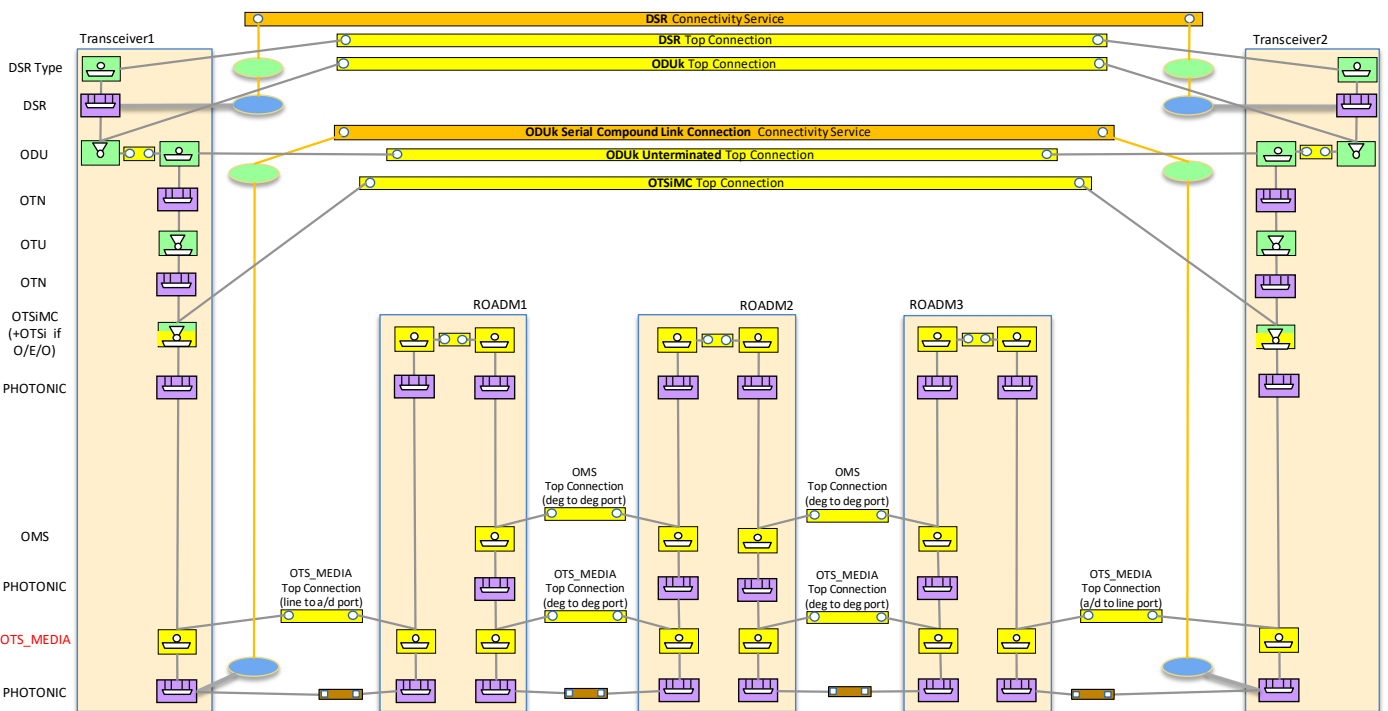 DSR Connectivity Service
Transceiver1
DSR Top Connection
Transceiver2
DSR Type
ODUk Top Connection
DSR
ODUk Serial Compound Link Connection Connectivity Service
ODU
ODUk Unterminated Top Connection
OTSiMC Top Connection
OTN
OTU
OTN
ROADM1
ROADM2
ROADM3
OTSiMC
(+OTSi if
O/E/O)
PHOTONIC
OMS
Top Connection
(deg to deg port)
OMS
Top Connection
(deg to deg port)
OMS
PHOTONIC
OTS_MEDIA
Top Connection
(line to a/d port)
OTS_MEDIA
Top Connection
(deg to deg port)
OTS_MEDIA
Top Connection
(deg to deg port)
OTS_MEDIA
Top Connection
(a/d to line port)
OTS_MEDIA
PHOTONIC